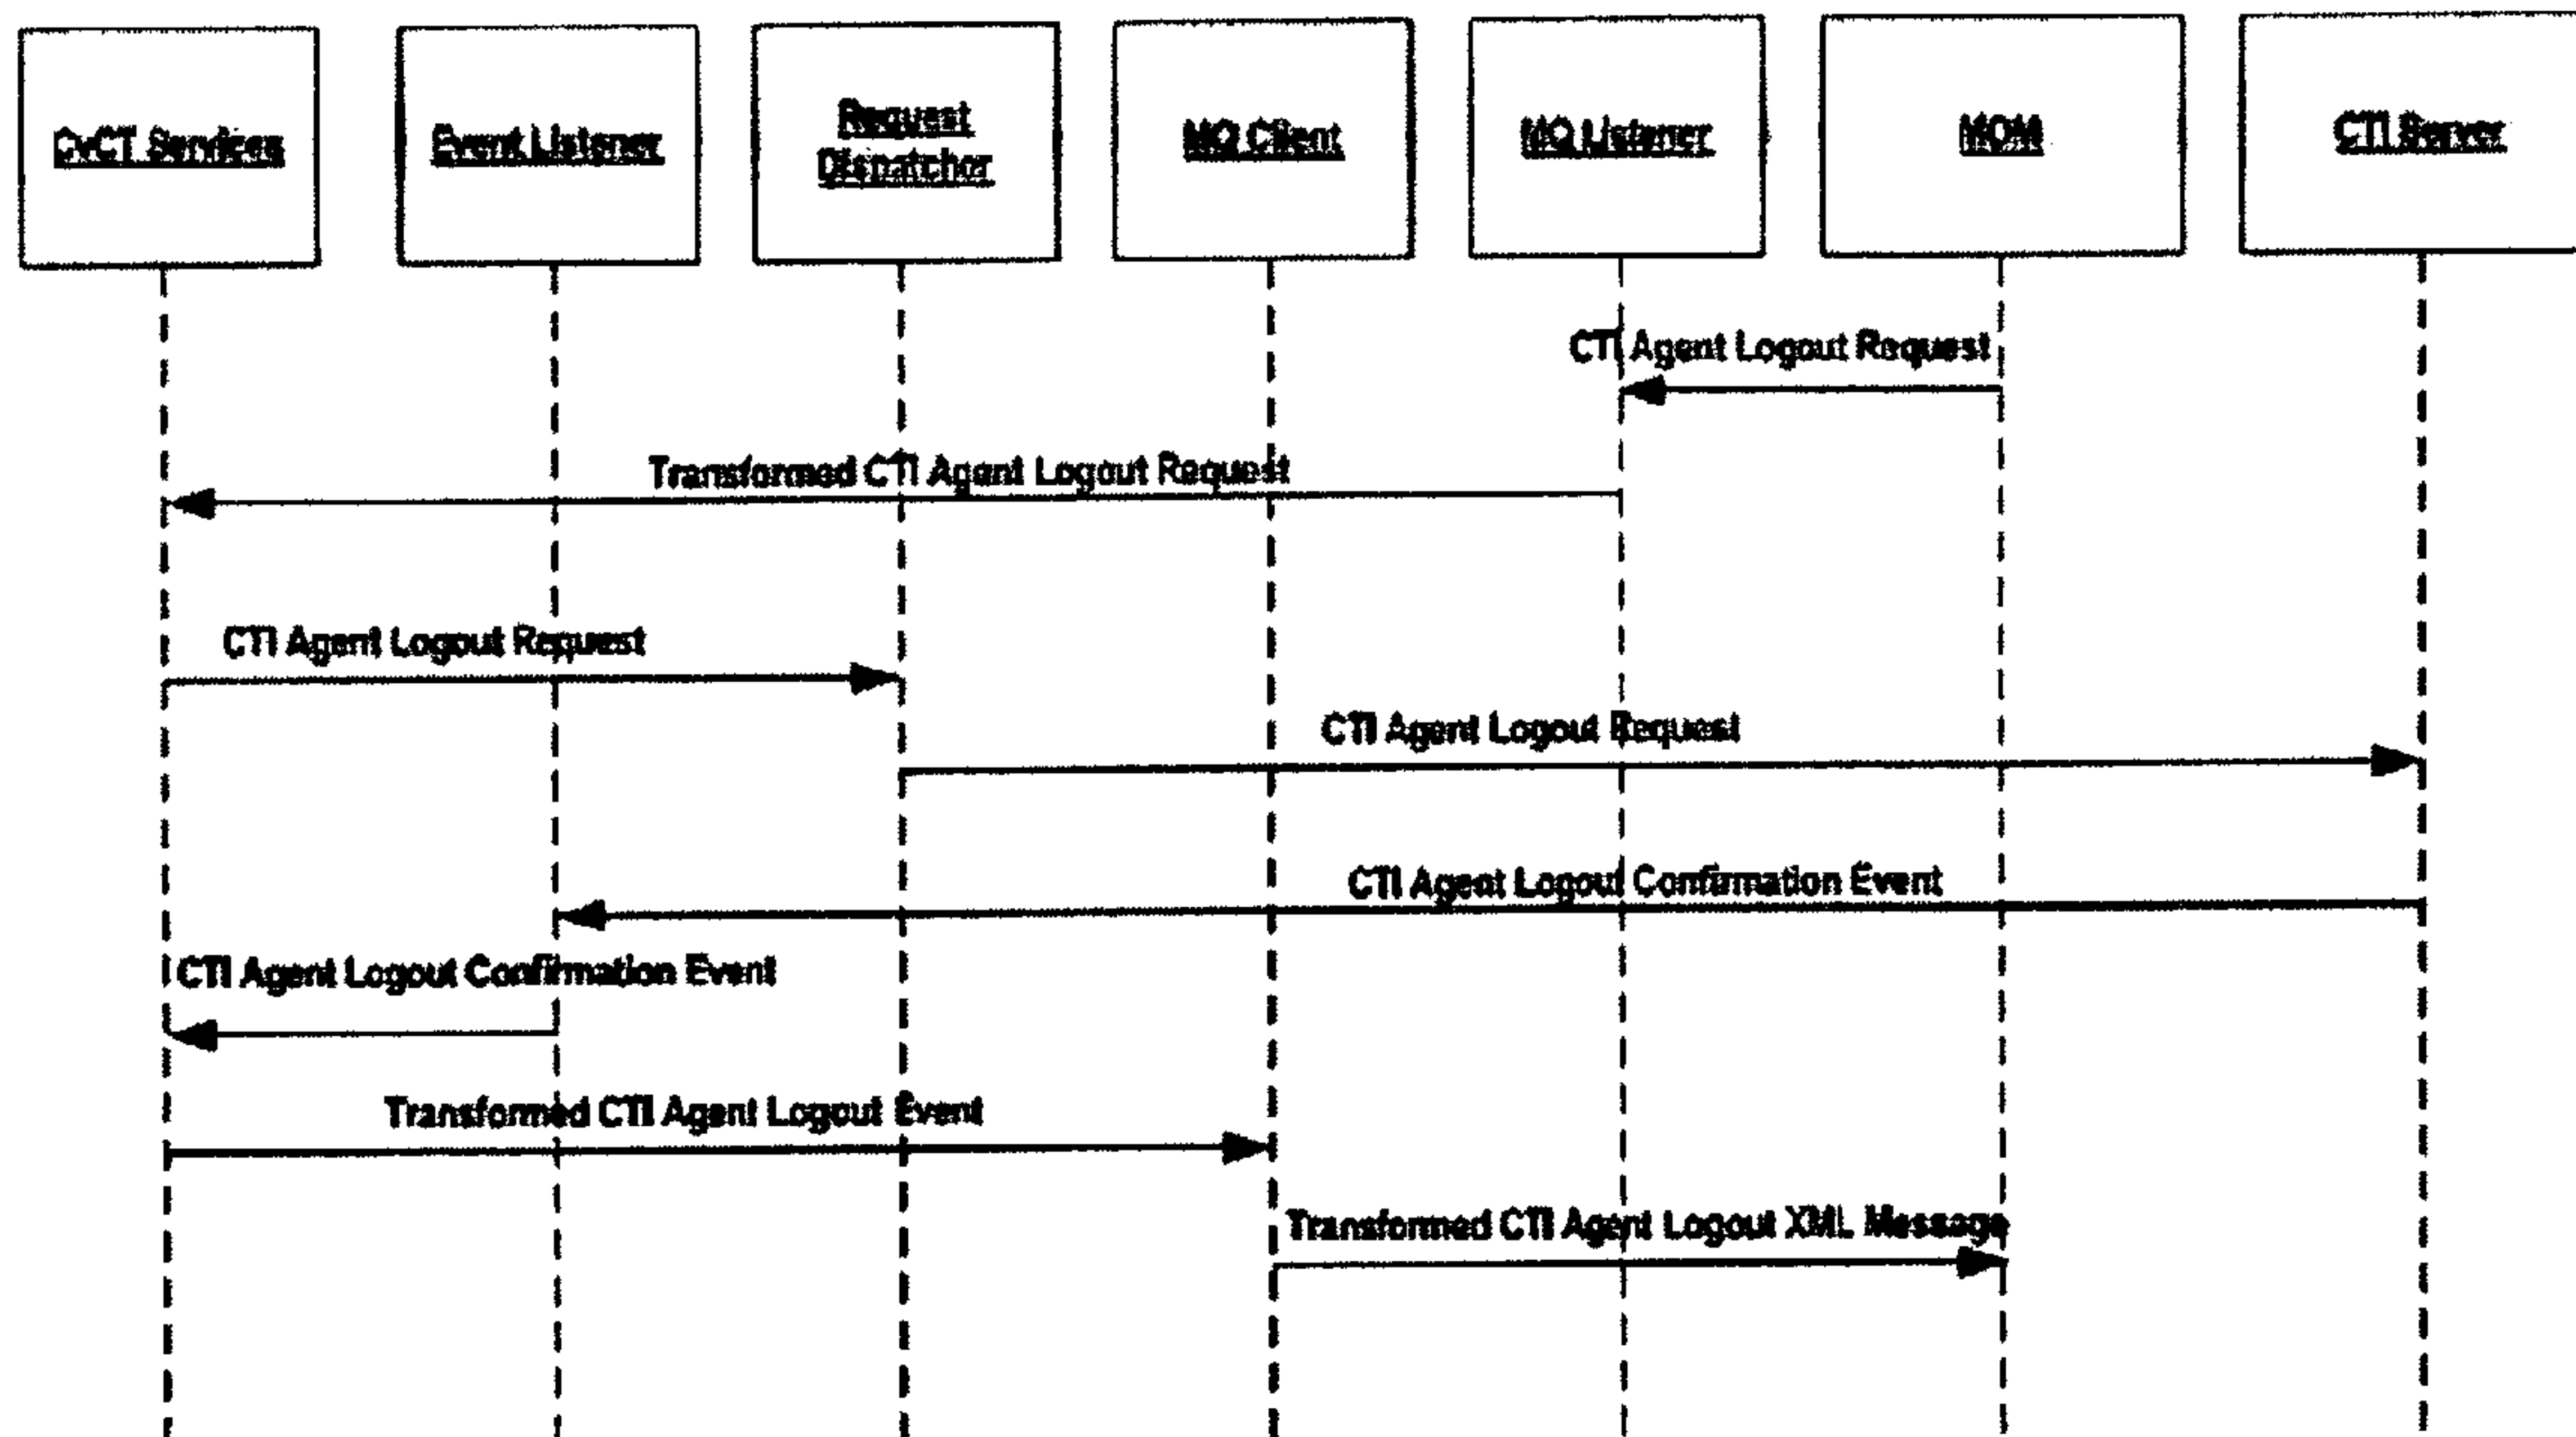 CvCT Services
Event Listener
Request
Dispatcher
MQ Client
MQ Listener
MOM
CTI Server
CTI Agent Logout Request
Transformed CTI Agent Logout Request
CTI Agent Logout Request
CTI Agent Logout Request
CTI Agent Logout Confirmation Event
CTI Agent Logout Confirmation Event
Transformed CTI Agent Logout Event
Transformed CTI Agent Logout XML Message